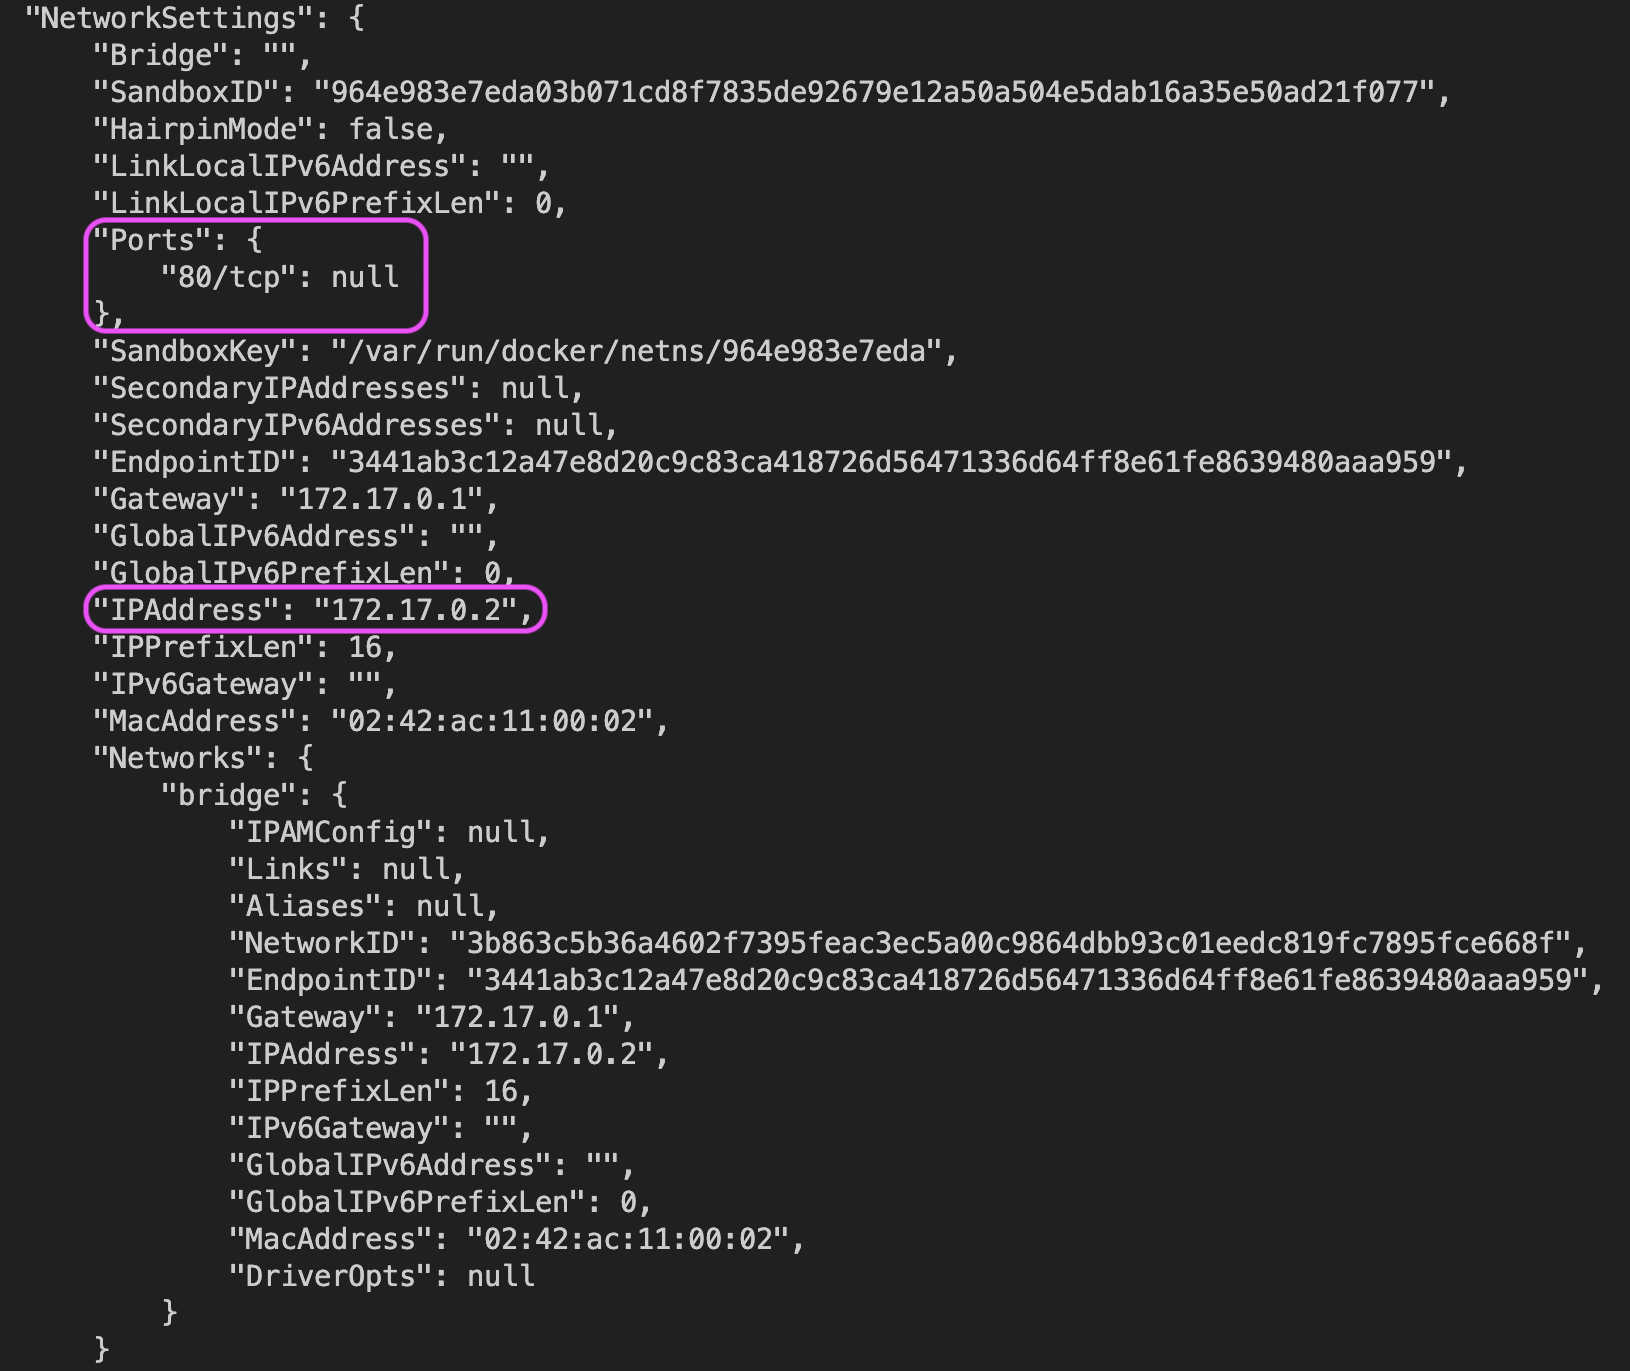 "NetworkSettings": {
"Bridge": "",
"SandboxID": "964e983e7eda03b071cd8f7835de92679e12a50a504e5dab16a35e50ad21f077",
"HairpinMode": false,
"LinkLocalIPv6Address": "",
"LinkLocalIPv6PrefixLen": 0,
"Ports": {
"80/tcp": null
},
"SandboxKey": "/var/run/docker/netns/964e983e7eda",
"SecondaryIPAddresses": null,
"SecondaryIPv6Addresses": null,
"EndpointID": "3441ab3c12a47e8d20c9c83ca418726d56471336d64ff8e61fe8639480aaa959",
"Gateway": "172.17.0.1",
"GlobalIPv6Address": "",
"GlobalIPv6PrefixLen": 0,
"IPAddress": "172.17.0.2",
"IPPrefixLen": 16,
"IPv6Gateway": "",
"MacAddress": "02:42:ac:11:00:02",
"Networks": {
"bridge": {
"IPAMConfig": null,
"Links": null,
"Aliases": null,
"NetworkID": "3b863c5b36a4602f7395feac3ec5a00c9864dbb93c01eedc819fc7895fce668f",
"EndpointID": "3441ab3c12a47e8d20c9c83ca418726d56471336d64ff8e61fe8639480aaa959",
"Gateway": "172.17.0.1",
"IPAddress": "172.17.0.2",
"IPPrefixLen": 16,
"IPv6Gateway": "",
"GlobalIPv6Address": "",
"GlobalIPv6PrefixLen": 0,
"MacAddress": "02:42:ac:11:00:02",
"DriverOpts": null
}
}